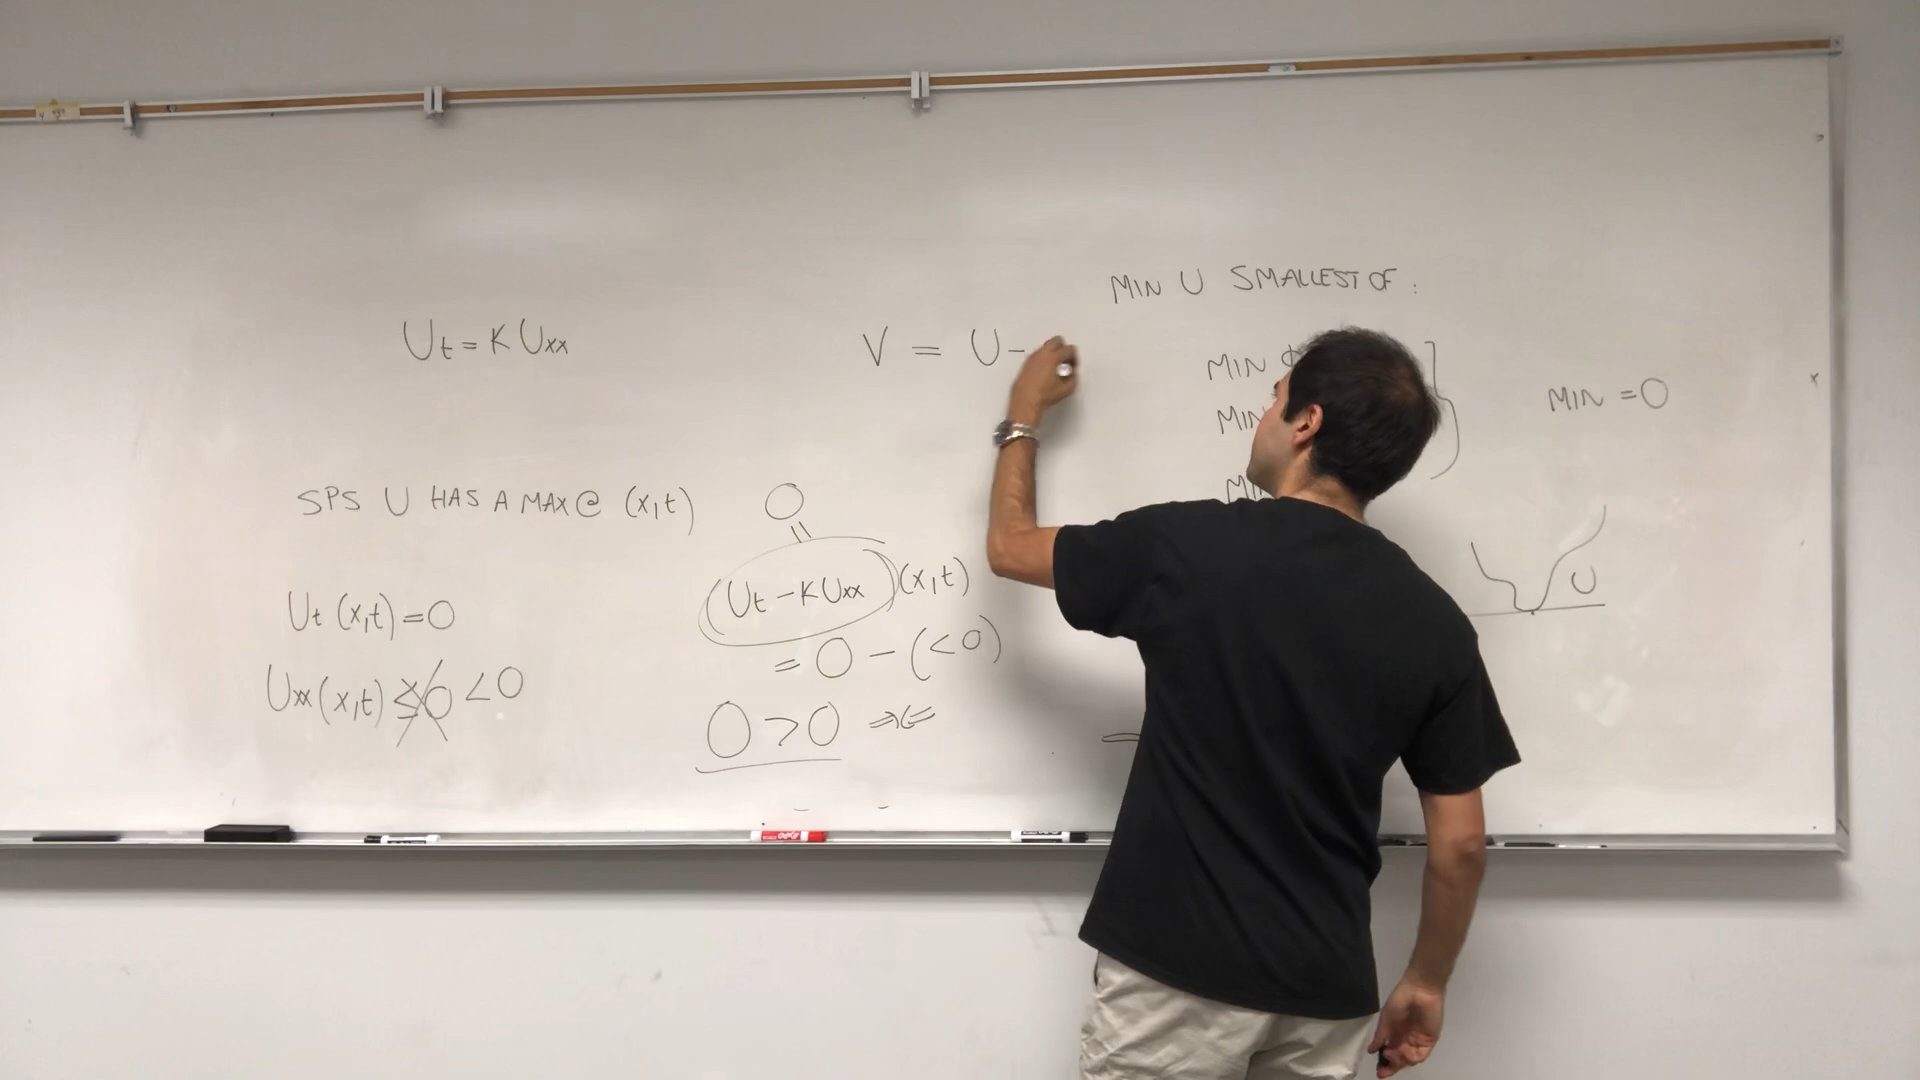 Ut = K Uxx
SPS U HAS A MAX @ (x,t)
Ut (x,t) = 0
Uxx (x,t) ≤ 0 < 0
0
=
(Ut - K Uxx) (x,t)
= 0 - (< 0)
0 > 0 ⇒⇐
V = U -
MIN U SMALLEST OF :
MIN
MIN
MIN = 0
U